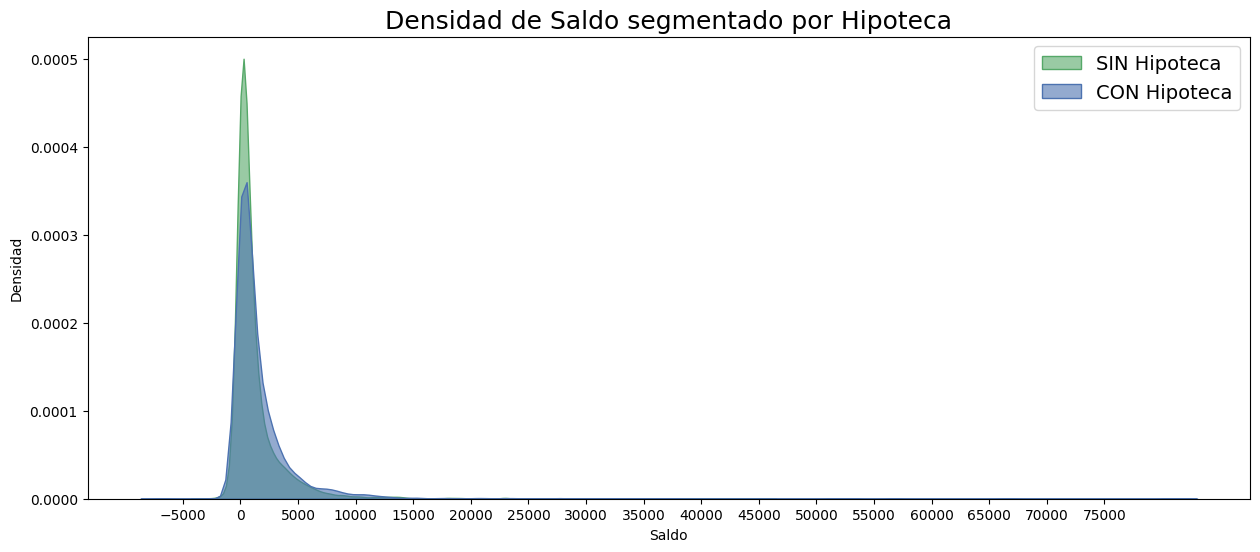 Densidad de Saldo segmentado por Hipoteca
SIN Hipoteca
CON Hipoteca
Densidad
0.0005
0.0004
0.0003
0.0002
0.0001
0.0000
−5000 0 5000 10000 15000 20000 25000 30000 35000 40000 45000 50000 55000 60000 65000 70000 75000
Saldo